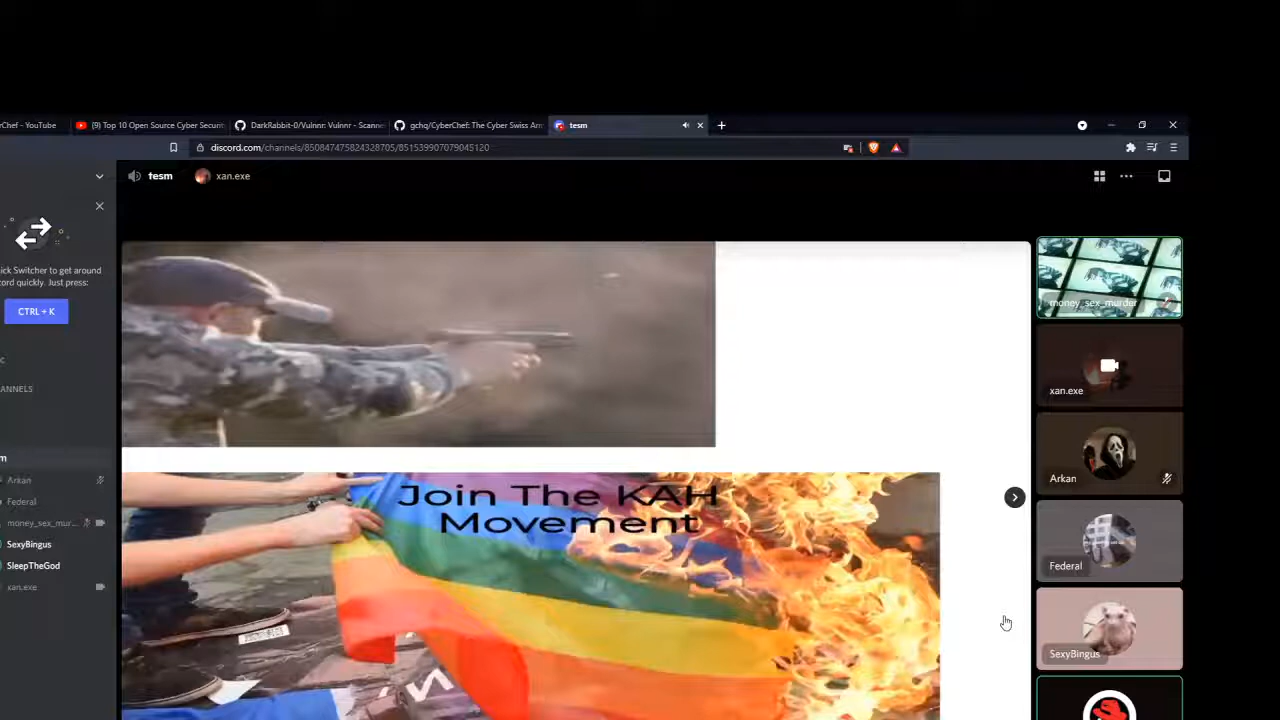 rChef - YouTube
(9) Top 10 Open Source Cyber Securi
DarkRabbit-0/Vulnnr: Vulnnr - Scanne
gchq/CyberChef: The Cyber Swiss Arm
tesm
discord.com/channels/850847475824328705/851539907079045120
tesm
xan.exe
ick Switcher to get around
cord quickly. Just press:
CTRL + K
C
ANNELS
m
Arkan
Federal
money_sex_mur...
SexyBingus
SleepTheGod
xan.exe
Join The KAH
Movement
money_sex_murder
xan.exe
Arkan
Federal
SexyBingus